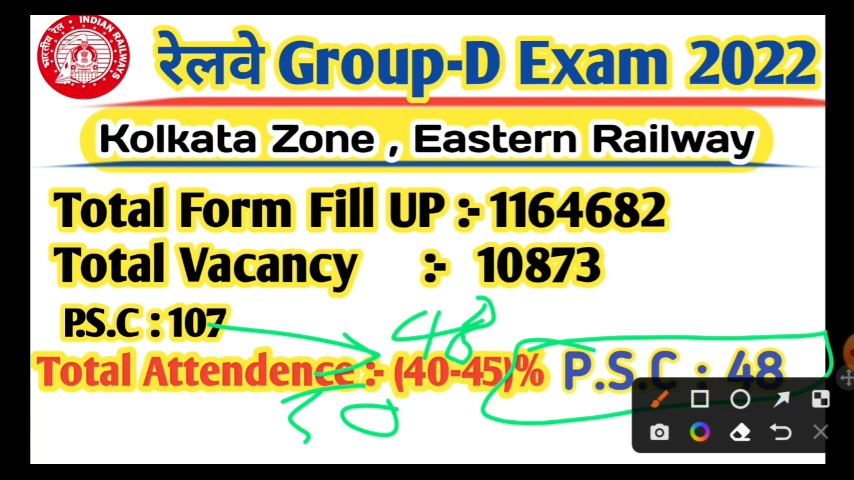 भारतीय रेल INDIAN RAILWAYS
रेलवे Group-D Exam 2022
Kolkata Zone , Eastern Railway
Total Form Fill UP :- 1164682
Total Vacancy :- 10873
P.S.C : 107
48
Total Attendence :- (40-45)% P.S.C : 48